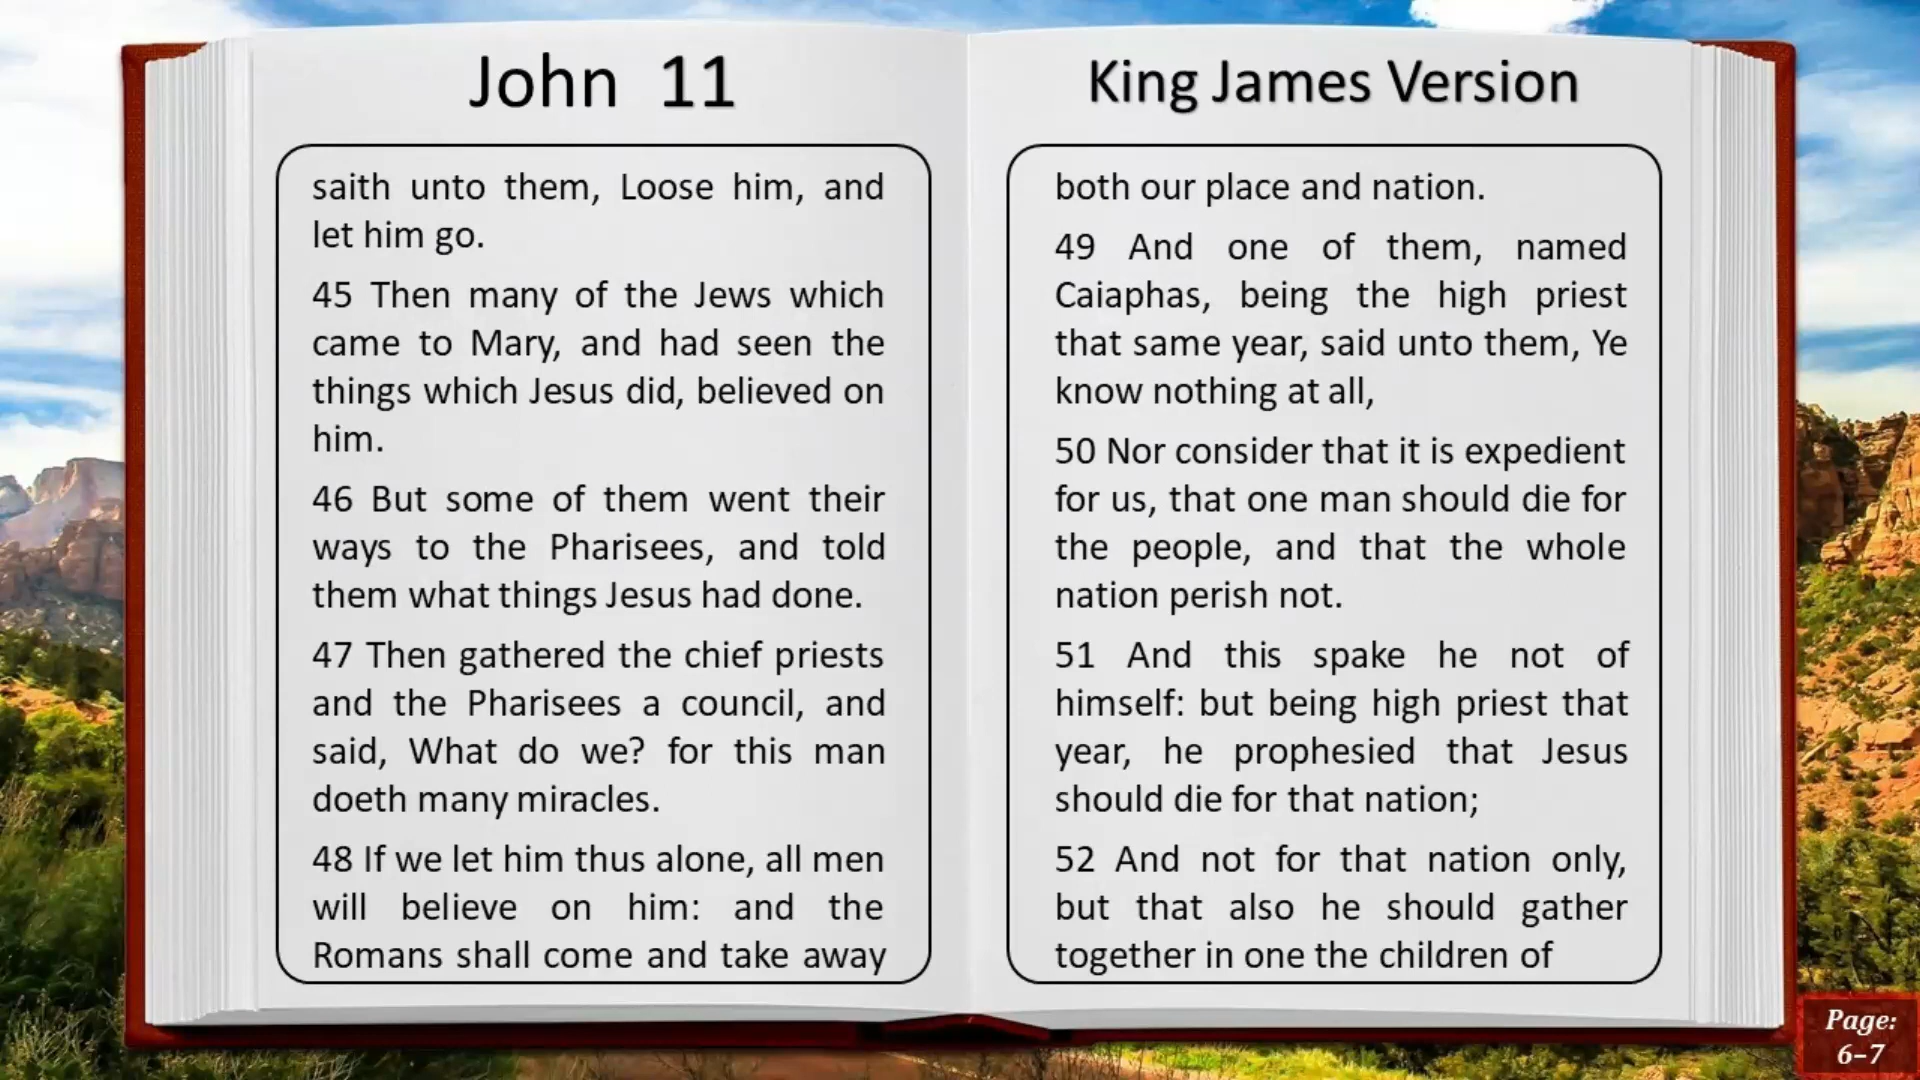 John 11
saith unto them, Loose him, and
let him go.
45 Then many of the Jews which
came to Mary, and had seen the
things which Jesus did, believed on
him.
46 But some of them went their
ways to the Pharisees, and told
them what things Jesus had done.
47 Then gathered the chief priests
and the Pharisees a council, and
said, What do we? for this man
doeth many miracles.
48 If we let him thus alone, all men
will believe on him: and the
Romans shall come and take away
King James Version
both our place and nation.
49 And one of them, named
Caiaphas, being the high priest
that same year, said unto them, Ye
know nothing at all,
50 Nor consider that it is expedient
for us, that one man should die for
the people, and that the whole
nation perish not.
51 And this spake he not of
himself: but being high priest that
year, he prophesied that Jesus
should die for that nation;
52 And not for that nation only,
but that also he should gather
together in one the children of
Page:
6–7